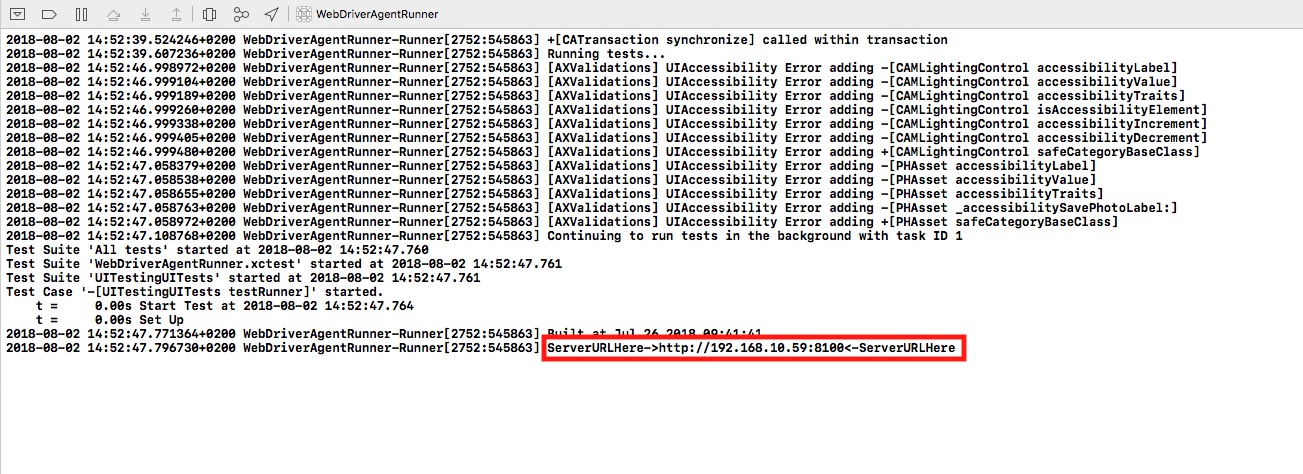 WebDriverAgentRunner
2018-08-02 14:52:39.524246+0200 WebDriverAgentRunner-Runner[2752:545863] +[CATransaction synchronize] called within transaction
2018-08-02 14:52:39.607236+0200 WebDriverAgentRunner-Runner[2752:545863] Running tests...
2018-08-02 14:52:46.998972+0200 WebDriverAgentRunner-Runner[2752:545863] [AXValidations] UIAccessibility Error adding -[CAMLightingControl accessibilityLabel]
2018-08-02 14:52:46.999104+0200 WebDriverAgentRunner-Runner[2752:545863] [AXValidations] UIAccessibility Error adding -[CAMLightingControl accessibilityValue]
2018-08-02 14:52:46.999189+0200 WebDriverAgentRunner-Runner[2752:545863] [AXValidations] UIAccessibility Error adding -[CAMLightingControl accessibilityTraits]
2018-08-02 14:52:46.999260+0200 WebDriverAgentRunner-Runner[2752:545863] [AXValidations] UIAccessibility Error adding -[CAMLightingControl isAccessibilityElement]
2018-08-02 14:52:46.999338+0200 WebDriverAgentRunner-Runner[2752:545863] [AXValidations] UIAccessibility Error adding -[CAMLightingControl accessibilityIncrement]
2018-08-02 14:52:46.999405+0200 WebDriverAgentRunner-Runner[2752:545863] [AXValidations] UIAccessibility Error adding -[CAMLightingControl accessibilityDecrement]
2018-08-02 14:52:46.999480+0200 WebDriverAgentRunner-Runner[2752:545863] [AXValidations] UIAccessibility Error adding +[CAMLightingControl safeCategoryBaseClass]
2018-08-02 14:52:47.058379+0200 WebDriverAgentRunner-Runner[2752:545863] [AXValidations] UIAccessibility Error adding -[PHAsset accessibilityLabel]
2018-08-02 14:52:47.058538+0200 WebDriverAgentRunner-Runner[2752:545863] [AXValidations] UIAccessibility Error adding -[PHAsset accessibilityValue]
2018-08-02 14:52:47.058655+0200 WebDriverAgentRunner-Runner[2752:545863] [AXValidations] UIAccessibility Error adding -[PHAsset accessibilityTraits]
2018-08-02 14:52:47.058763+0200 WebDriverAgentRunner-Runner[2752:545863] [AXValidations] UIAccessibility Error adding -[PHAsset _accessibilitySavePhotoLabel:]
2018-08-02 14:52:47.058972+0200 WebDriverAgentRunner-Runner[2752:545863] [AXValidations] UIAccessibility Error adding +[PHAsset safeCategoryBaseClass]
2018-08-02 14:52:47.108768+0200 WebDriverAgentRunner-Runner[2752:545863] Continuing to run tests in the background with task ID 1
Test Suite 'All tests' started at 2018-08-02 14:52:47.760
Test Suite 'WebDriverAgentRunner.xctest' started at 2018-08-02 14:52:47.761
Test Suite 'UITestingUITests' started at 2018-08-02 14:52:47.761
Test Case '-[UITestingUITests testRunner]' started.
t =     0.00s Start Test at 2018-08-02 14:52:47.764
t =     0.00s Set Up
2018-08-02 14:52:47.771364+0200 WebDriverAgentRunner-Runner[2752:545863] Built at Jul 26 2018 09:41:41
2018-08-02 14:52:47.796730+0200 WebDriverAgentRunner-Runner[2752:545863] ServerURLHere->http://192.168.10.59:8100<-ServerURLHere